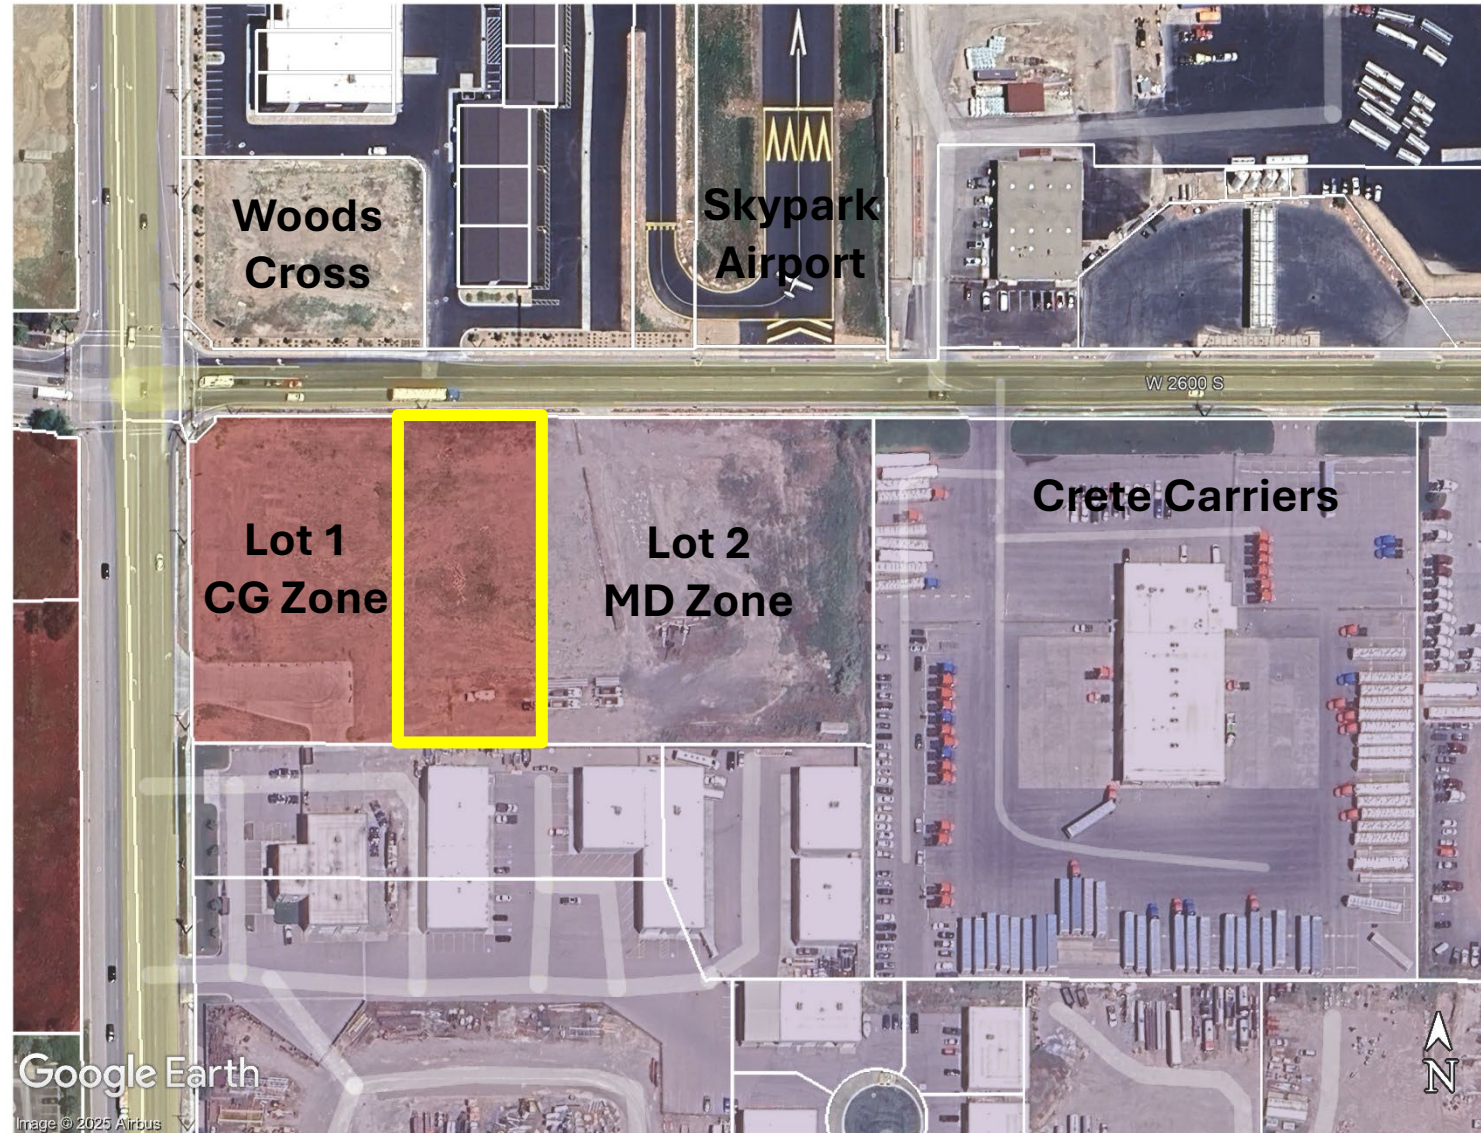 Woods
Cross
Skypark
Airport
W 2600 S
Lot 1
CG Zone
Lot 2
MD Zone
Crete Carriers
N
Google Earth
Image © 2025 Airbus